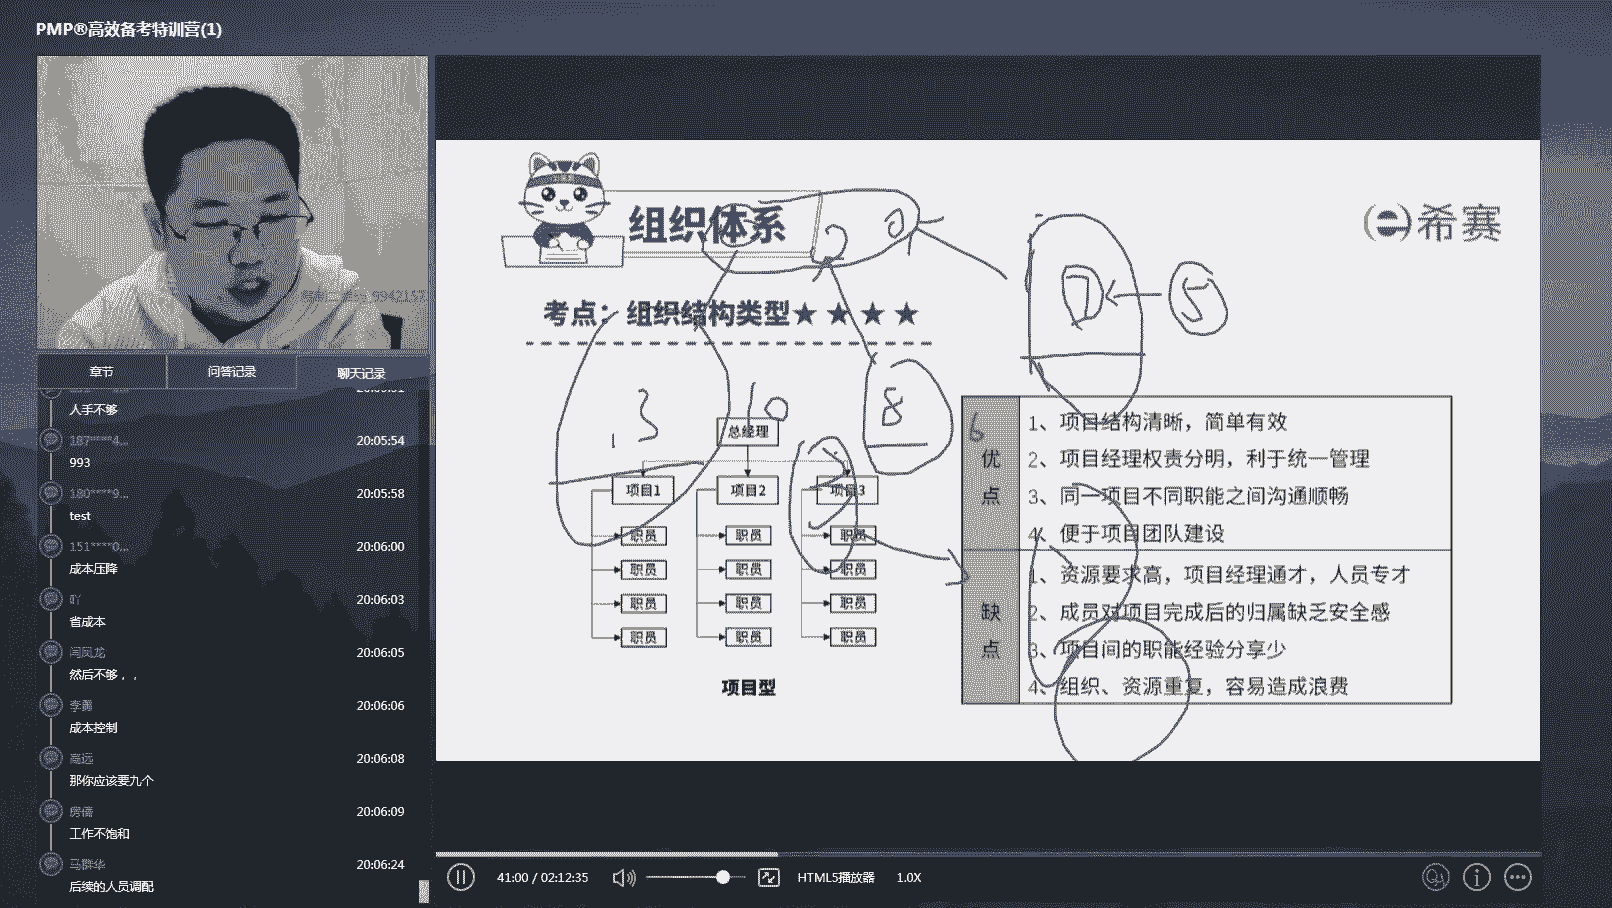 PMP®高效备考特训营(1)
章节
问答记录
聊天记录
人手不够
187****4...
20:05:54
993
180****9...
20:05:58
test
151****0...
20:06:00
成本压降
吖
20:06:03
省成本
闫凤龙
20:06:05
然后不够，，
20:06:06
成本控制
高远
20:06:08
那你应该要九个
房倩
20:06:09
工作不饱和
马群华
20:06:24
后续的人员调配
组织体系
希赛
考点：组织结构类型★ ★ ★ ★
7
5
3
10
8
6
总经理
项目1
项目2
项目3
职员
职员
职员
职员
职员
职员
职员
职员
职员
职员
职员
职员
项目型
优点
1、项目结构清晰，简单有效
2、项目经理权责分明，利于统一管理
3、同一项目不同职能之间沟通顺畅
4、便于项目团队建设
缺点
1、资源要求高，项目经理通才，人员专才
2、成员对项目完成后的归属缺乏安全感
3、项目间的职能经验分享少
4、组织、资源重复，容易造成浪费
41:00 / 02:12:35
HTML5播放器
1.0X